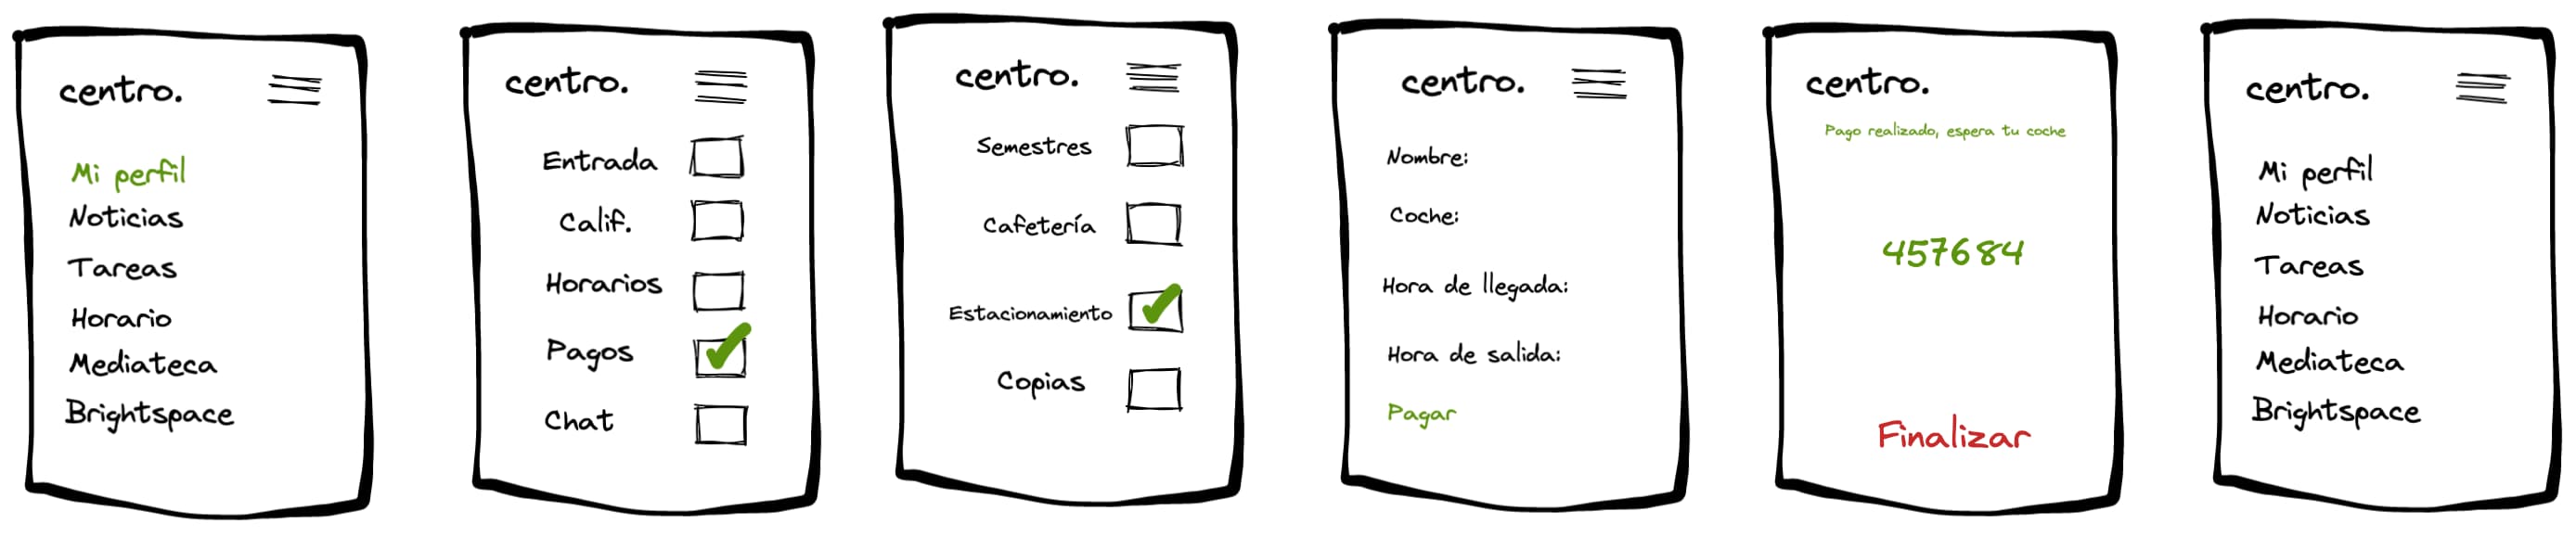 centro.
Mi perfil
Noticias
Tareas
Horario
Mediateca
Brightspace
centro.
Entrada
Calif.
Horarios
Pagos
Chat
centro.
Semestres
Cafetería
Estacionamiento
Copias
centro.
Nombre:
Coche:
Hora de llegada:
Hora de salida:
Pagar
centro.
Pago realizado, espera tu coche
457684
Finalizar
centro.
Mi perfil
Noticias
Tareas
Horario
Mediateca
Brightspace